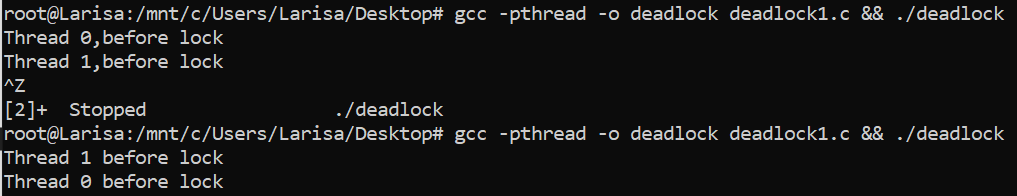 root@Larisa:/mnt/c/Users/Larisa/Desktop# gcc -pthread -o deadlock deadlock1.c && ./deadlock
Thread 0,before lock
Thread 1,before lock
^Z
[2]+  Stopped                 ./deadlock
root@Larisa:/mnt/c/Users/Larisa/Desktop# gcc -pthread -o deadlock deadlock1.c && ./deadlock
Thread 1 before lock
Thread 0 before lock